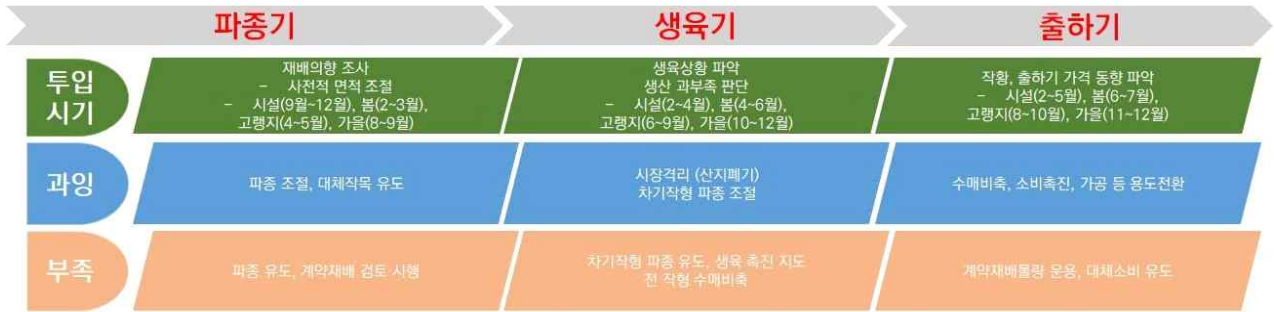 파종기
생육기
출하기
투입
시기
재배의향 조사
- 사전적 면적 조절
- 시설(9월~12월), 봄(2~3월),
고랭지(4~5월), 가을(8~9월)
생육상황 파악
생산 과부족 판단
- 시설(2~4월), 봄(4~6월),
고랭지(6~9월), 가을(10~12월)
작황, 출하기 가격 동향 파악
- 시설(2~5월), 봄(6~7월),
고랭지(8~10월), 가을(11~12월)
과잉
파종 조절, 대체작목 유도
시장격리 (산지폐기)
차기작형 파종 조절
수매비축, 소비촉진, 가공 등 용도전환
부족
파종 유도, 계약재배 검토 시행
차기작형 파종 유도, 생육 촉진 지도
전 작형 수매비축
계약재배물량 운용, 대체소비 유도